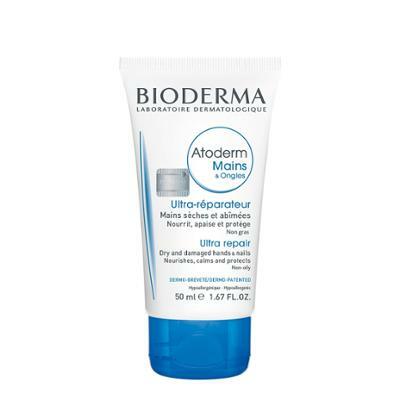 BIODERMA
LABORATOIRE DERMATOLOGIQUE
Atoderm
Mains
& Ongles
Ultra-réparateur
Mains sèches et abîmées
Nourrit, apaise et protège
Non gras
Ultra repair
Dry and damaged hands & nails
Nourishes, calms and protects
Non-oily
DERMO-BREVETÉ/DERMO-PATENTED
Hypoallergénique - Hypoallergenic
50 ml ℮ 1.67 FL.OZ.